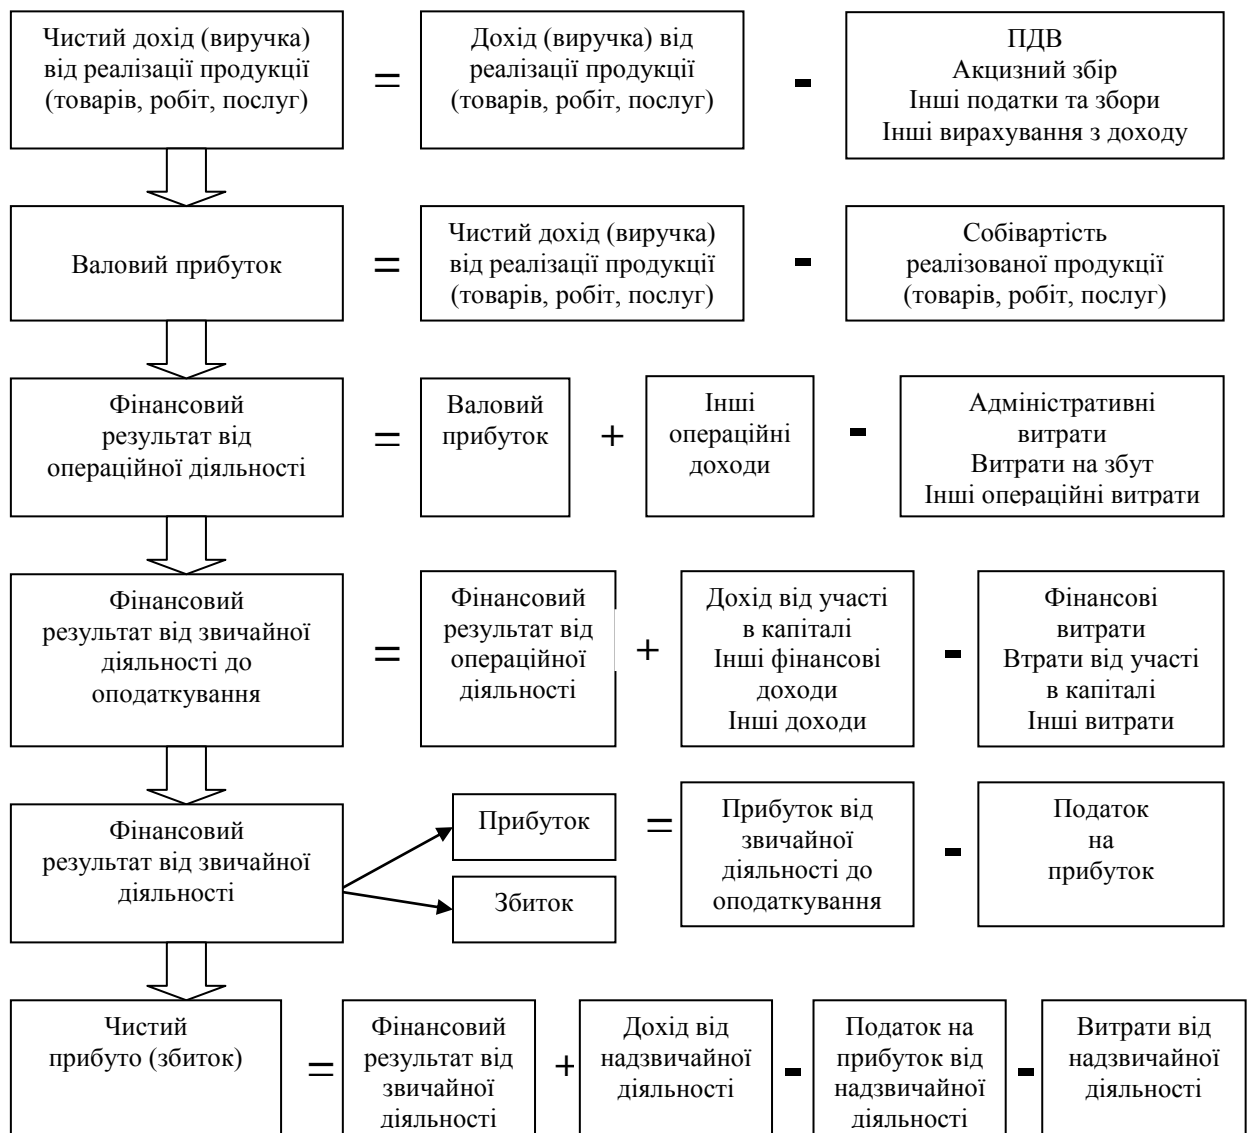 Чистий дохід (виручка)
від реалізації продукції
(товарів, робіт, послуг)
=
Дохід (виручка) від
реалізації продукції
(товарів, робіт, послуг)
-
ПДВ
Акцизний збір
Інші податки та збори
Інші вирахування з доходу
Валовий прибуток
=
Чистий дохід (виручка)
від реалізації продукції
(товарів, робіт, послуг)
-
Собівартість
реалізованої продукції
(товарів, робіт, послуг)
Фінансовий
результат від
операційної діяльності
=
Валовий
прибуток
+
Інші
операційні
доходи
-
Адміністративні
витрати
Витрати на збут
Інші операційні витрати
Фінансовий
результат від звичайної
діяльності до
оподаткування
=
Фінансовий
результат від
операційної
діяльності
+
Дохід від участі
в капіталі
Інші фінансові
доходи
Інші доходи
-
Фінансові
витрати
Втрати від участі
в капіталі
Інші витрати
Фінансовий
результат від звичайної
діяльності
Прибуток
Збиток
=
Прибуток від
звичайної
діяльності до
оподаткування
-
Податок
на
прибуток
Чистий
прибуто (збиток)
=
Фінансовий
результат від
звичайної
діяльності
+
Дохід від
надзвичайної
діяльності
-
Податок на
прибуток від
надзвичайної
діяльності
-
Витрати від
надзвичайної
діяльності